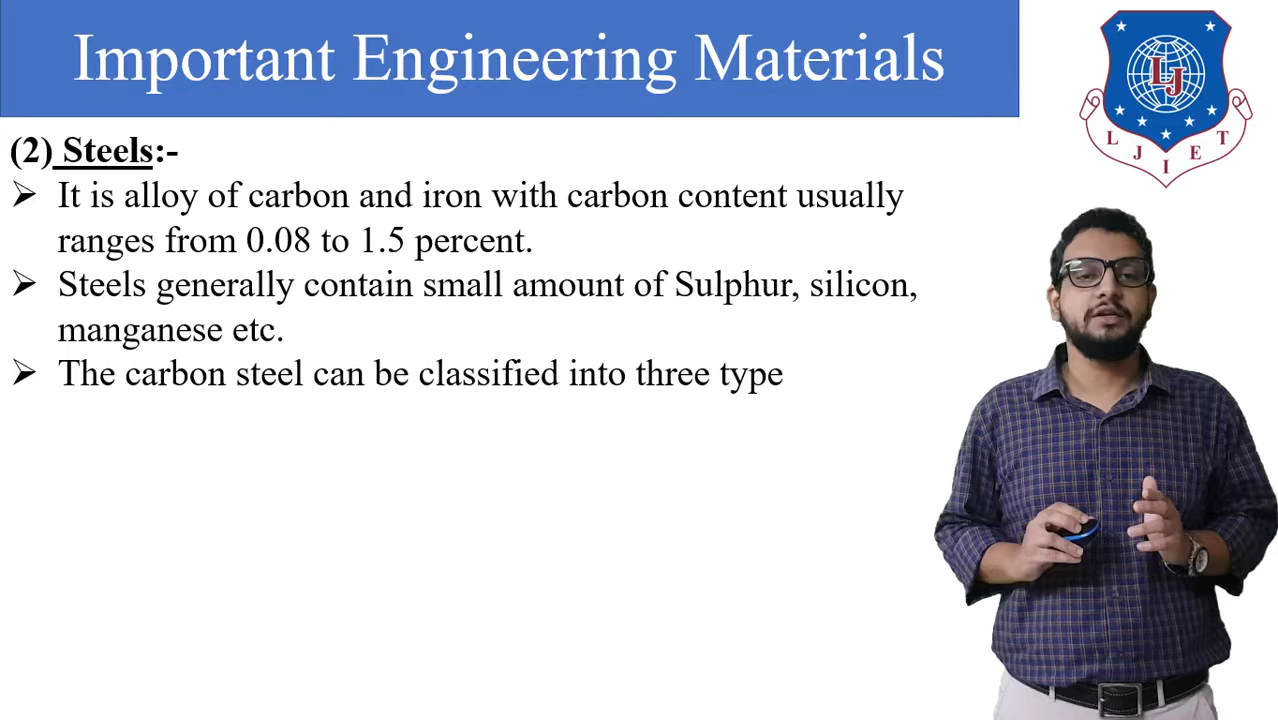 Important Engineering Materials
LJ
L J I E T
(2) Steels:-
➢ It is alloy of carbon and iron with carbon content usually
ranges from 0.08 to 1.5 percent.
➢ Steels generally contain small amount of Sulphur, silicon,
manganese etc.
➢ The carbon steel can be classified into three type